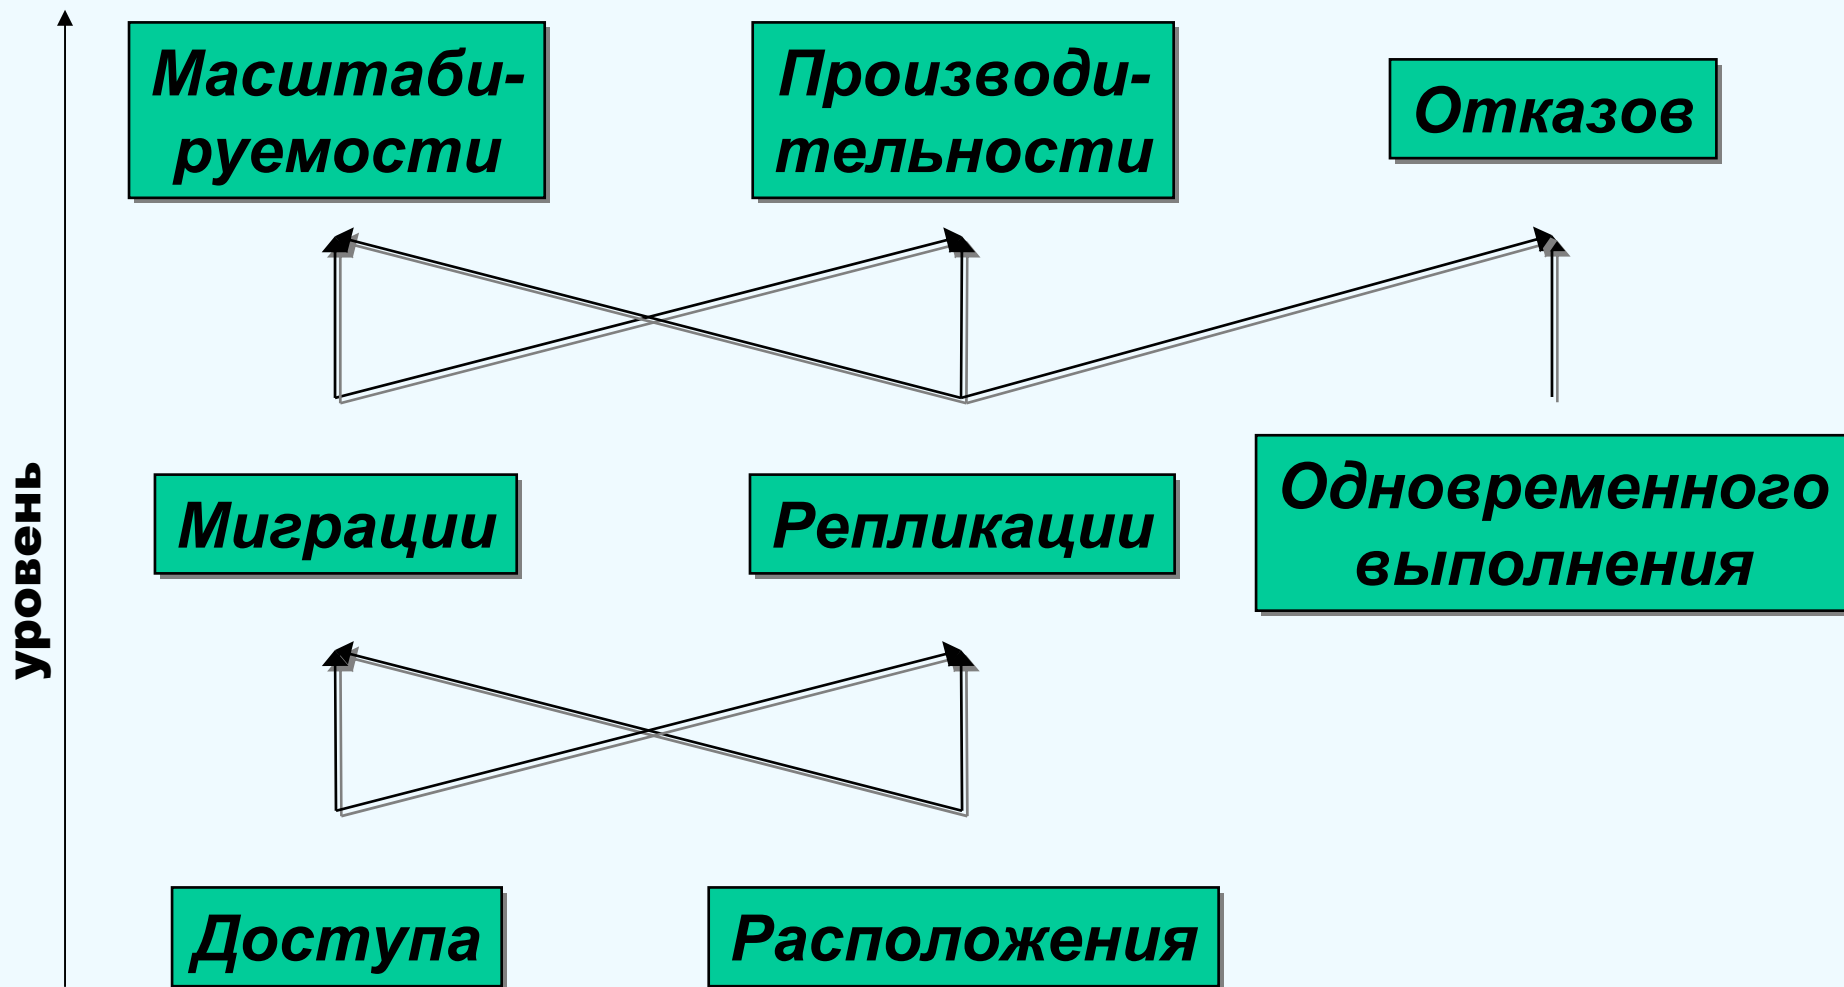 Масштаби-
руемости
Производи-
тельности
Отказов
уровень
Миграции
Репликации
Одновременного
выполнения
Доступа
Расположения